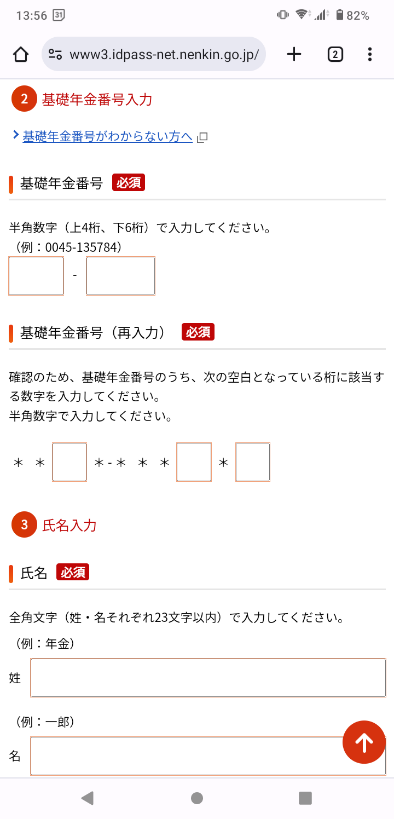 13:56 31 82%
www3.idpass-net.nenkin.go.jp/ 2
2 基礎年金番号入力
基礎年金番号がわからない方へ
基礎年金番号 必須
半角数字（上4桁、下6桁）で入力してください。
（例：0045-135784）
-
基礎年金番号（再入力） 必須
確認のため、基礎年金番号のうち、次の空白となっている桁に該当す
る数字を入力してください。
半角数字で入力してください。
＊ ＊ ＊-＊ ＊ ＊ ＊
3 氏名入力
氏名 必須
全角文字（姓・名それぞれ23文字以内）で入力してください。
（例：年金）
姓
（例：一郎）
名